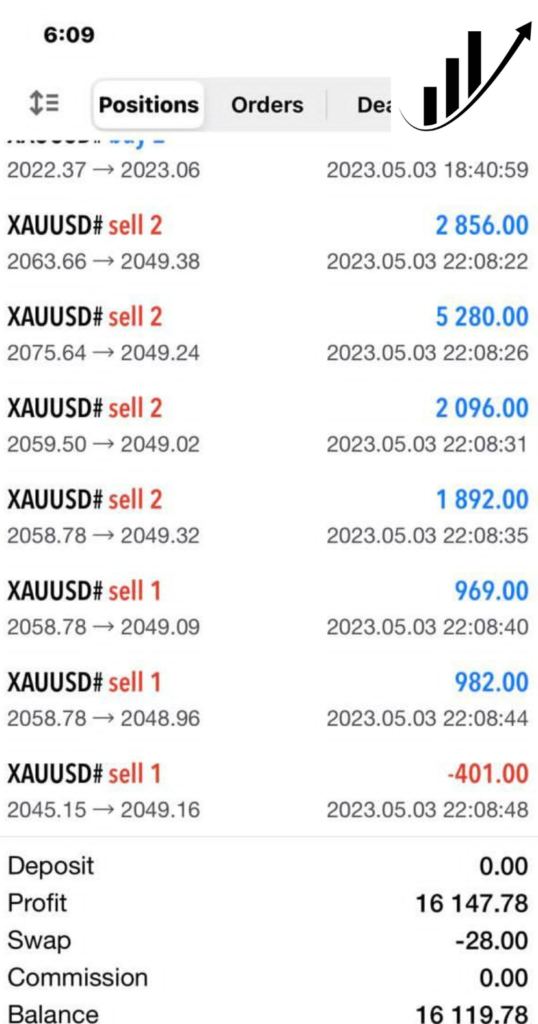 6:09
Positions Orders
2022.37 → 2023.06 2023.05.03 18:40:59
XAUUSD# sell 2 2 856.00
2063.66 → 2049.38 2023.05.03 22:08:22
XAUUSD# sell 2 5 280.00
2075.64 → 2049.24 2023.05.03 22:08:26
XAUUSD# sell 2 2 096.00
2059.50 → 2049.02 2023.05.03 22:08:31
XAUUSD# sell 2 1 892.00
2058.78 → 2049.32 2023.05.03 22:08:35
XAUUSD# sell 1 969.00
2058.78 → 2049.09 2023.05.03 22:08:40
XAUUSD# sell 1 982.00
2058.78 → 2048.96 2023.05.03 22:08:44
XAUUSD# sell 1 -401.00
2045.15 → 2049.16 2023.05.03 22:08:48
Deposit 0.00
Profit 16 147.78
Swap -28.00
Commission 0.00
Balance 16 119.78